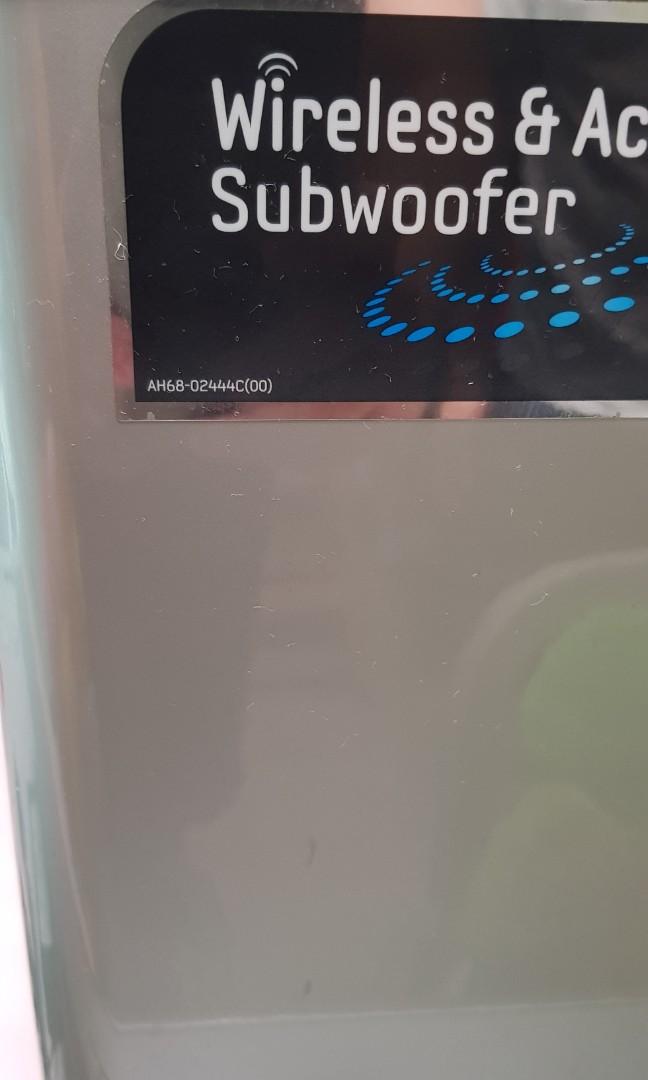 Wireless & Ac
Subwoofer
AH68-02444C(00)